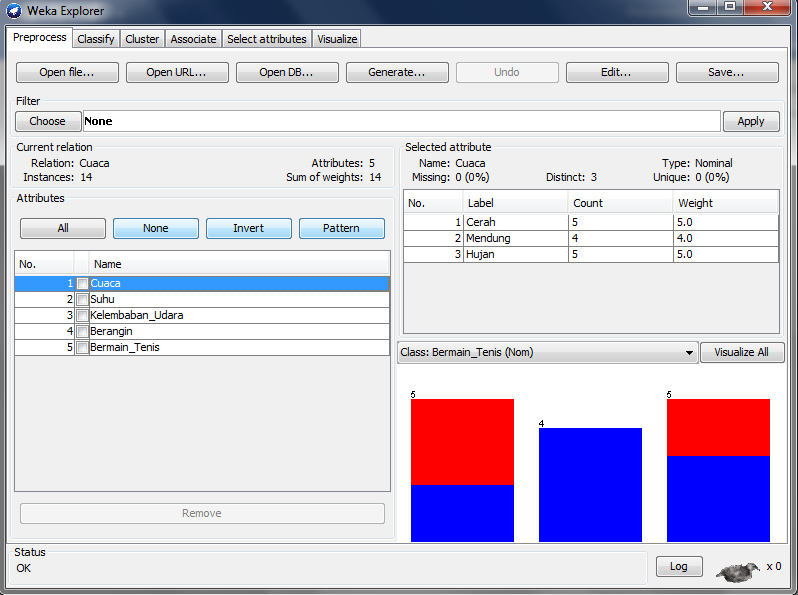 Weka Explorer
Preprocess Classify Cluster Associate Select attributes Visualize
Open file... Open URL... Open DB... Generate... Undo Edit... Save...
Filter
Choose None Apply
Current relation
Relation: Cuaca Attributes: 5
Instances: 14 Sum of weights: 14
Attributes
All None Invert Pattern
No. Name
1 Cuaca
2 Suhu
3 Kelembaban_Udara
4 Berangin
5 Bermain_Tenis
Remove
Selected attribute
Name: Cuaca Type: Nominal
Missing: 0 (0%) Distinct: 3 Unique: 0 (0%)
No. Label Count Weight
1 Cerah 5 5.0
2 Mendung 4 4.0
3 Hujan 5 5.0
Class: Bermain_Tenis (Nom) Visualize All
5 4 5
Status
OK
Log x 0